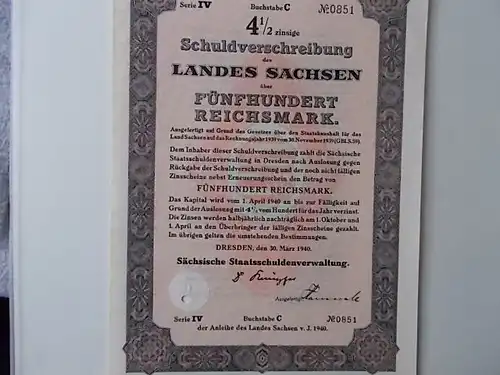 Serie IV Buchstabe C №0851
4½ zinsige
Schuldverschreibung
des
LANDES SACHSEN
über
FÜNFHUNDERT
REICHSMARK.
Ausgefertigt auf Grund des Gesetzes über den Staatshaushalt für das
Land Sachsen auf das Rechnungsjahr 1939 vom 30. November 1939 (GBl.S.59).
Dem Inhaber dieser Schuldverschreibung zahlt die Sächsische
Staatsschuldenverwaltung in Dresden nach Auslosung gegen
Rückgabe der Schuldverschreibung und der noch nicht fälligen
Zinsscheine nebst Erneuerungsschein den Betrag von
FÜNFHUNDERT REICHSMARK.
Das Kapital wird vom 1. April 1940 an bis zur Fälligkeit auf
Grund der Auslosung mit 4½ vom Hundert für das Jahr verzinst.
Die Zinsen werden halbjährlich nachträglich am 1. Oktober und
1. April an den Überbringer der fälligen Zinsscheine gezahlt.
Im übrigen gelten die umstehenden Bestimmungen.
DRESDEN, den 30. März 1940.
Sächsische Staatsschuldenverwaltung.
Ausgefertigt
Serie IV Buchstabe C №0851
der Anleihe des Landes Sachsen v. J. 1940.